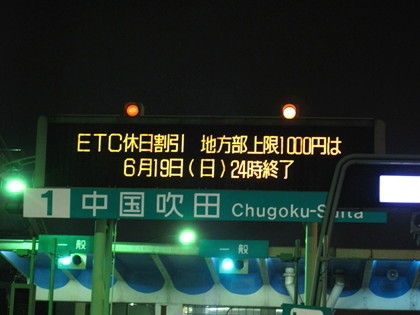 ETC休日割引 地方部上限1000円は
6月19日(日)24時終了
1 中国吹田 Chugoku-Suita
一般
一般